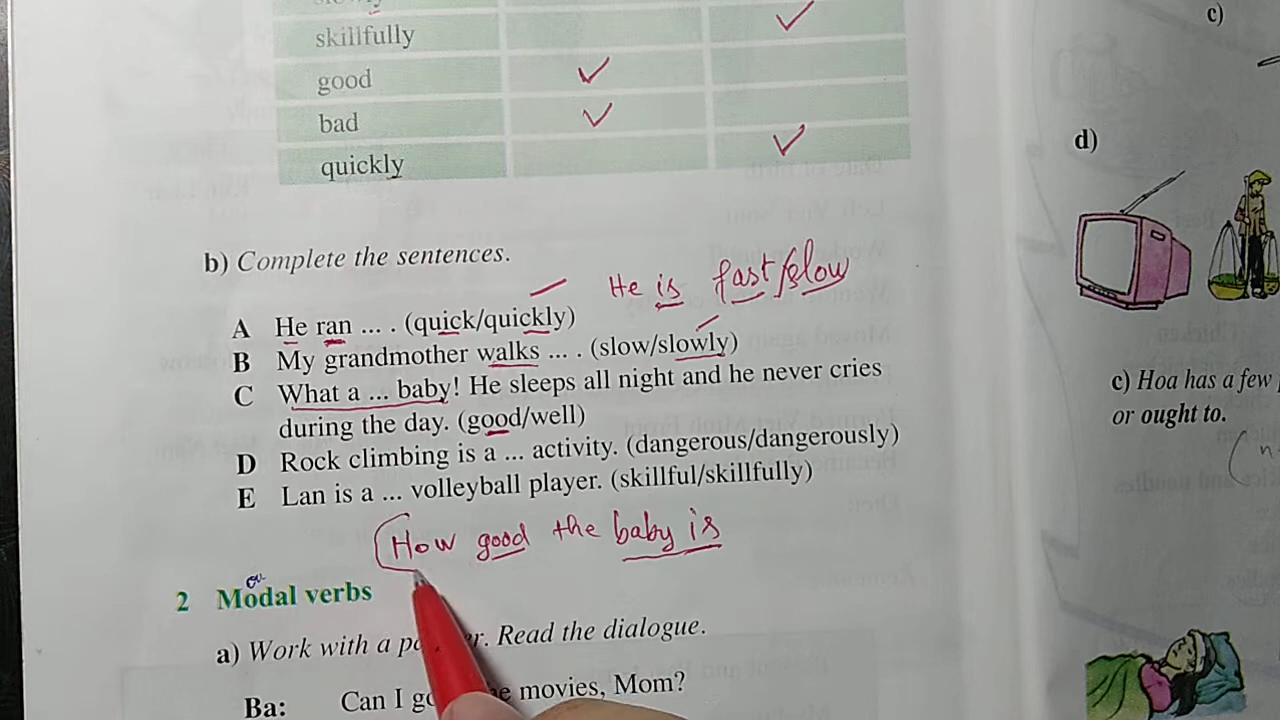 skillfully
good
bad
quickly
b) Complete the sentences.
He is fast/slow
A He ran ... . (quick/quickly)
B My grandmother walks ... . (slow/slowly)
C What a ... baby! He sleeps all night and he never cries
during the day. (good/well)
D Rock climbing is a ... activity. (dangerous/dangerously)
E Lan is a ... volleyball player. (skillful/skillfully)
How good the baby is
2 Modal verbs
a) Work with a Read the dialogue.
Ba: Can I movies, Mom?
c)
d)
c) Hoa has a few
or ought to.